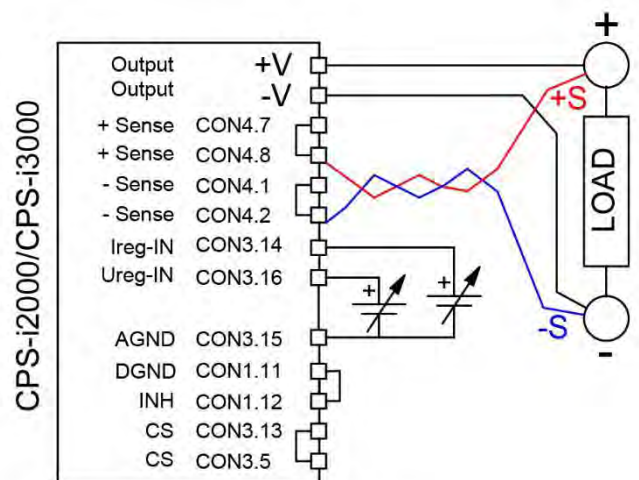 CPS-i2000/CPS-i3000
Output +V
Output -V
+ Sense CON4.7
+ Sense CON4.8
- Sense CON4.1
- Sense CON4.2
Ireg-IN CON3.14
Ureg-IN CON3.16
AGND CON3.15
DGND CON1.11
INH CON1.12
CS CON3.13
CS CON3.5
+
+
+
+S
LOAD
-S
-